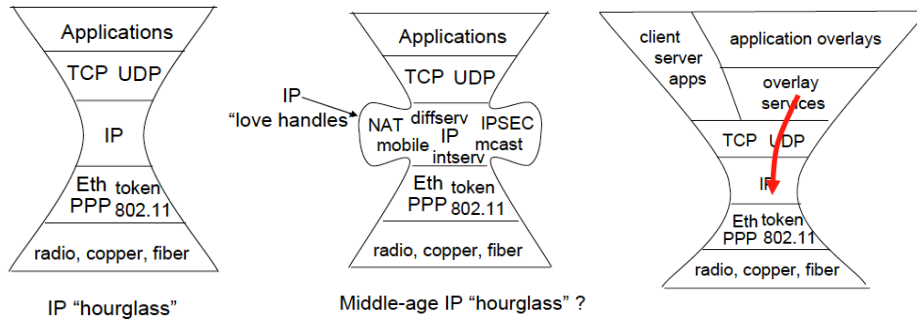 Applications
TCP UDP
IP
Eth token
PPP 802.11
radio, copper, fiber
IP "hourglass"
Applications
TCP UDP
IP
"love handles
NAT diffserv IP IPSEC
mobile intserv mcast
Eth token
PPP 802.11
radio, copper, fiber
Middle-age IP "hourglass" ?
client
server
apps
application overlays
overlay
services
TCP UDP
IP
Eth token
PPP 802.11
radio, copper, fiber